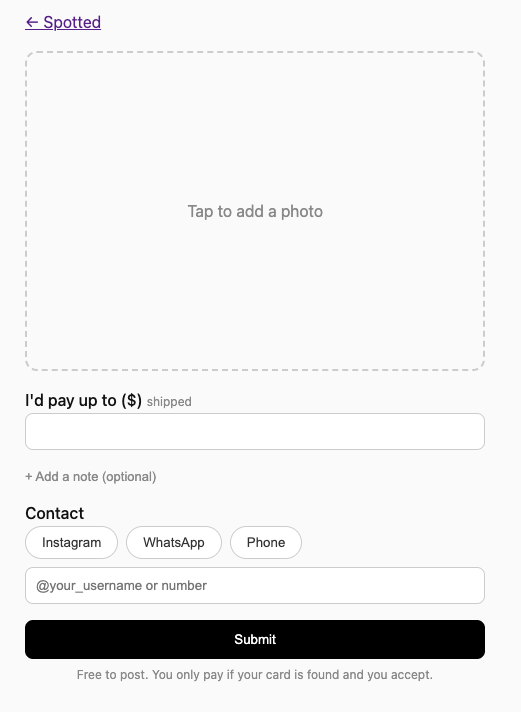 ← Spotted
Tap to add a photo
I'd pay up to ($) shipped
+ Add a note (optional)
Contact
Instagram WhatsApp Phone
@your_username or number
Submit
Free to post. You only pay if your card is found and you accept.